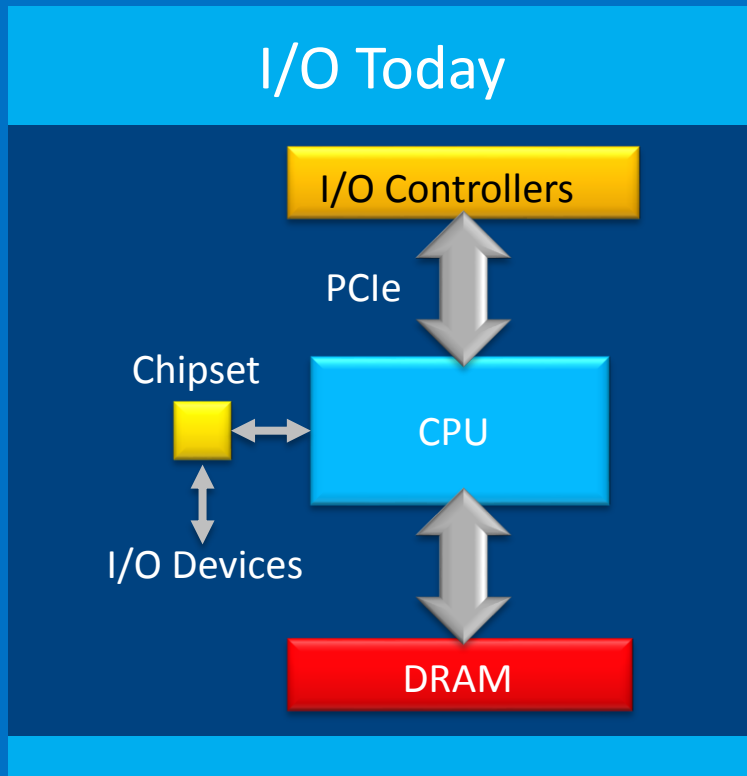 I/O Today
I/O Controllers
PCIe
Chipset
CPU
I/O Devices
DRAM